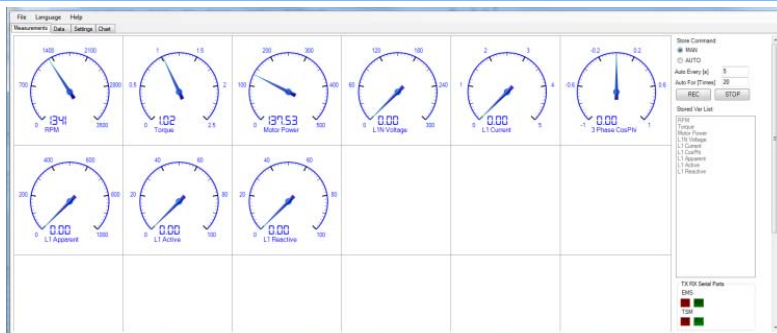 File Language Help
Measurements Data Settings Chart
1400 2100
700 2800
0 3500
1341
RPM
1 1.5
0.5 2
0 2.5
1.02
Torque
200 300
100 400
0 500
137.53
Motor Power
120 180
60 240
0 300
0.00
L1N Voltage
2 3
1 4
0 5
0.00
L1 Current
-0.2 0.2
-0.6 0.6
-1 1
0.00
3 Phase CosPhi
400 600
200 800
0 1000
0.00
L1 Apparent
40 60
20 80
0 100
0.00
L1 Active
40 60
20 80
0 100
0.00
L1 Reactive
Store Command
MAN
AUTO
Auto Every [s] 5
Auto For [Times] 20
REC STOP
Stored Var List
RPM
Torque
Motor Power
L1N Voltage
L1 Current
L1 CosPhi
L1 Apparent
L1 Active
L1 Reactive
TX RX Serial Ports
EMS
TSM